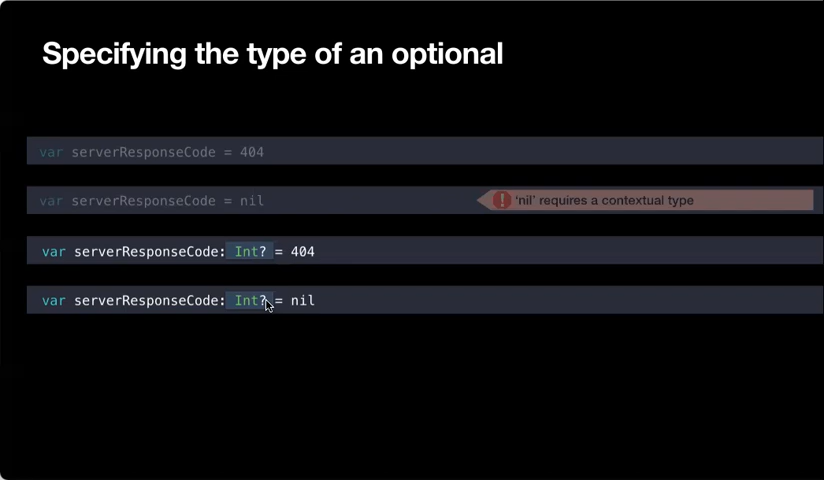 Specifying the type of an optional
var serverResponseCode = 404
var serverResponseCode = nil
'nil' requires a contextual type
var serverResponseCode: Int? = 404
var serverResponseCode: Int? = nil